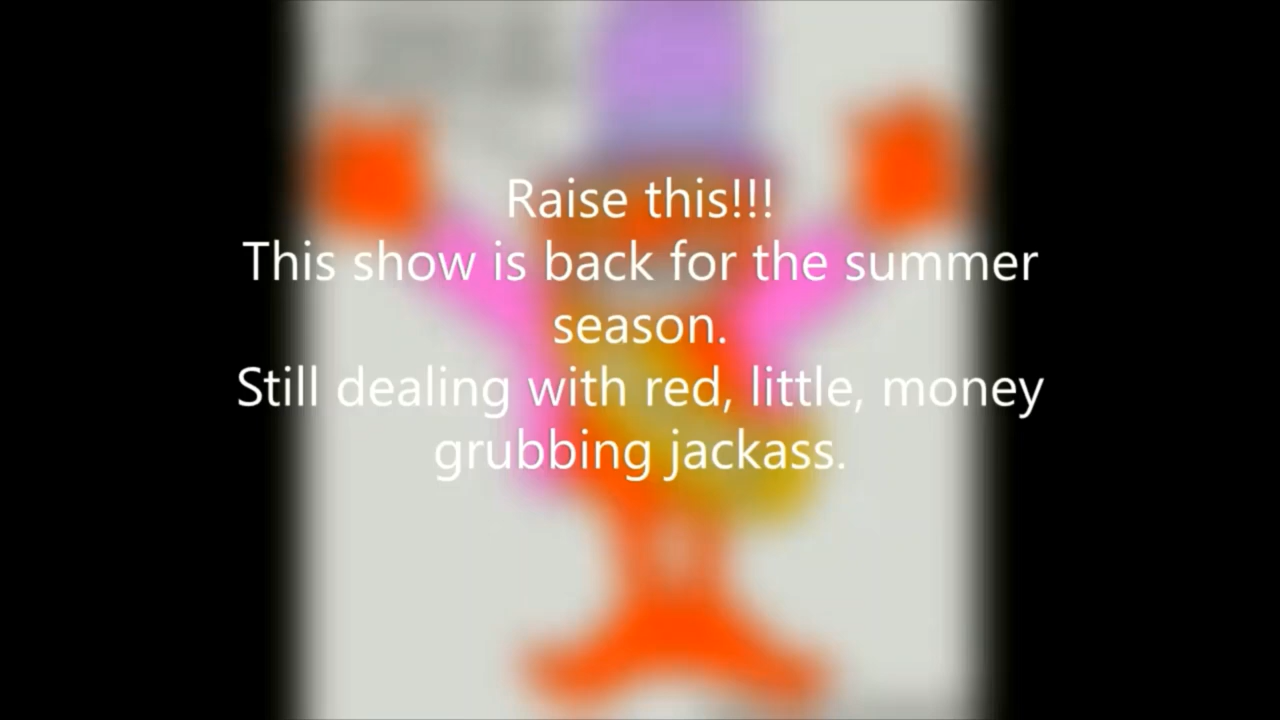 Raise this!!!
This show is back for the summer
season.
Still dealing with red, little, money
grubbing jackass.